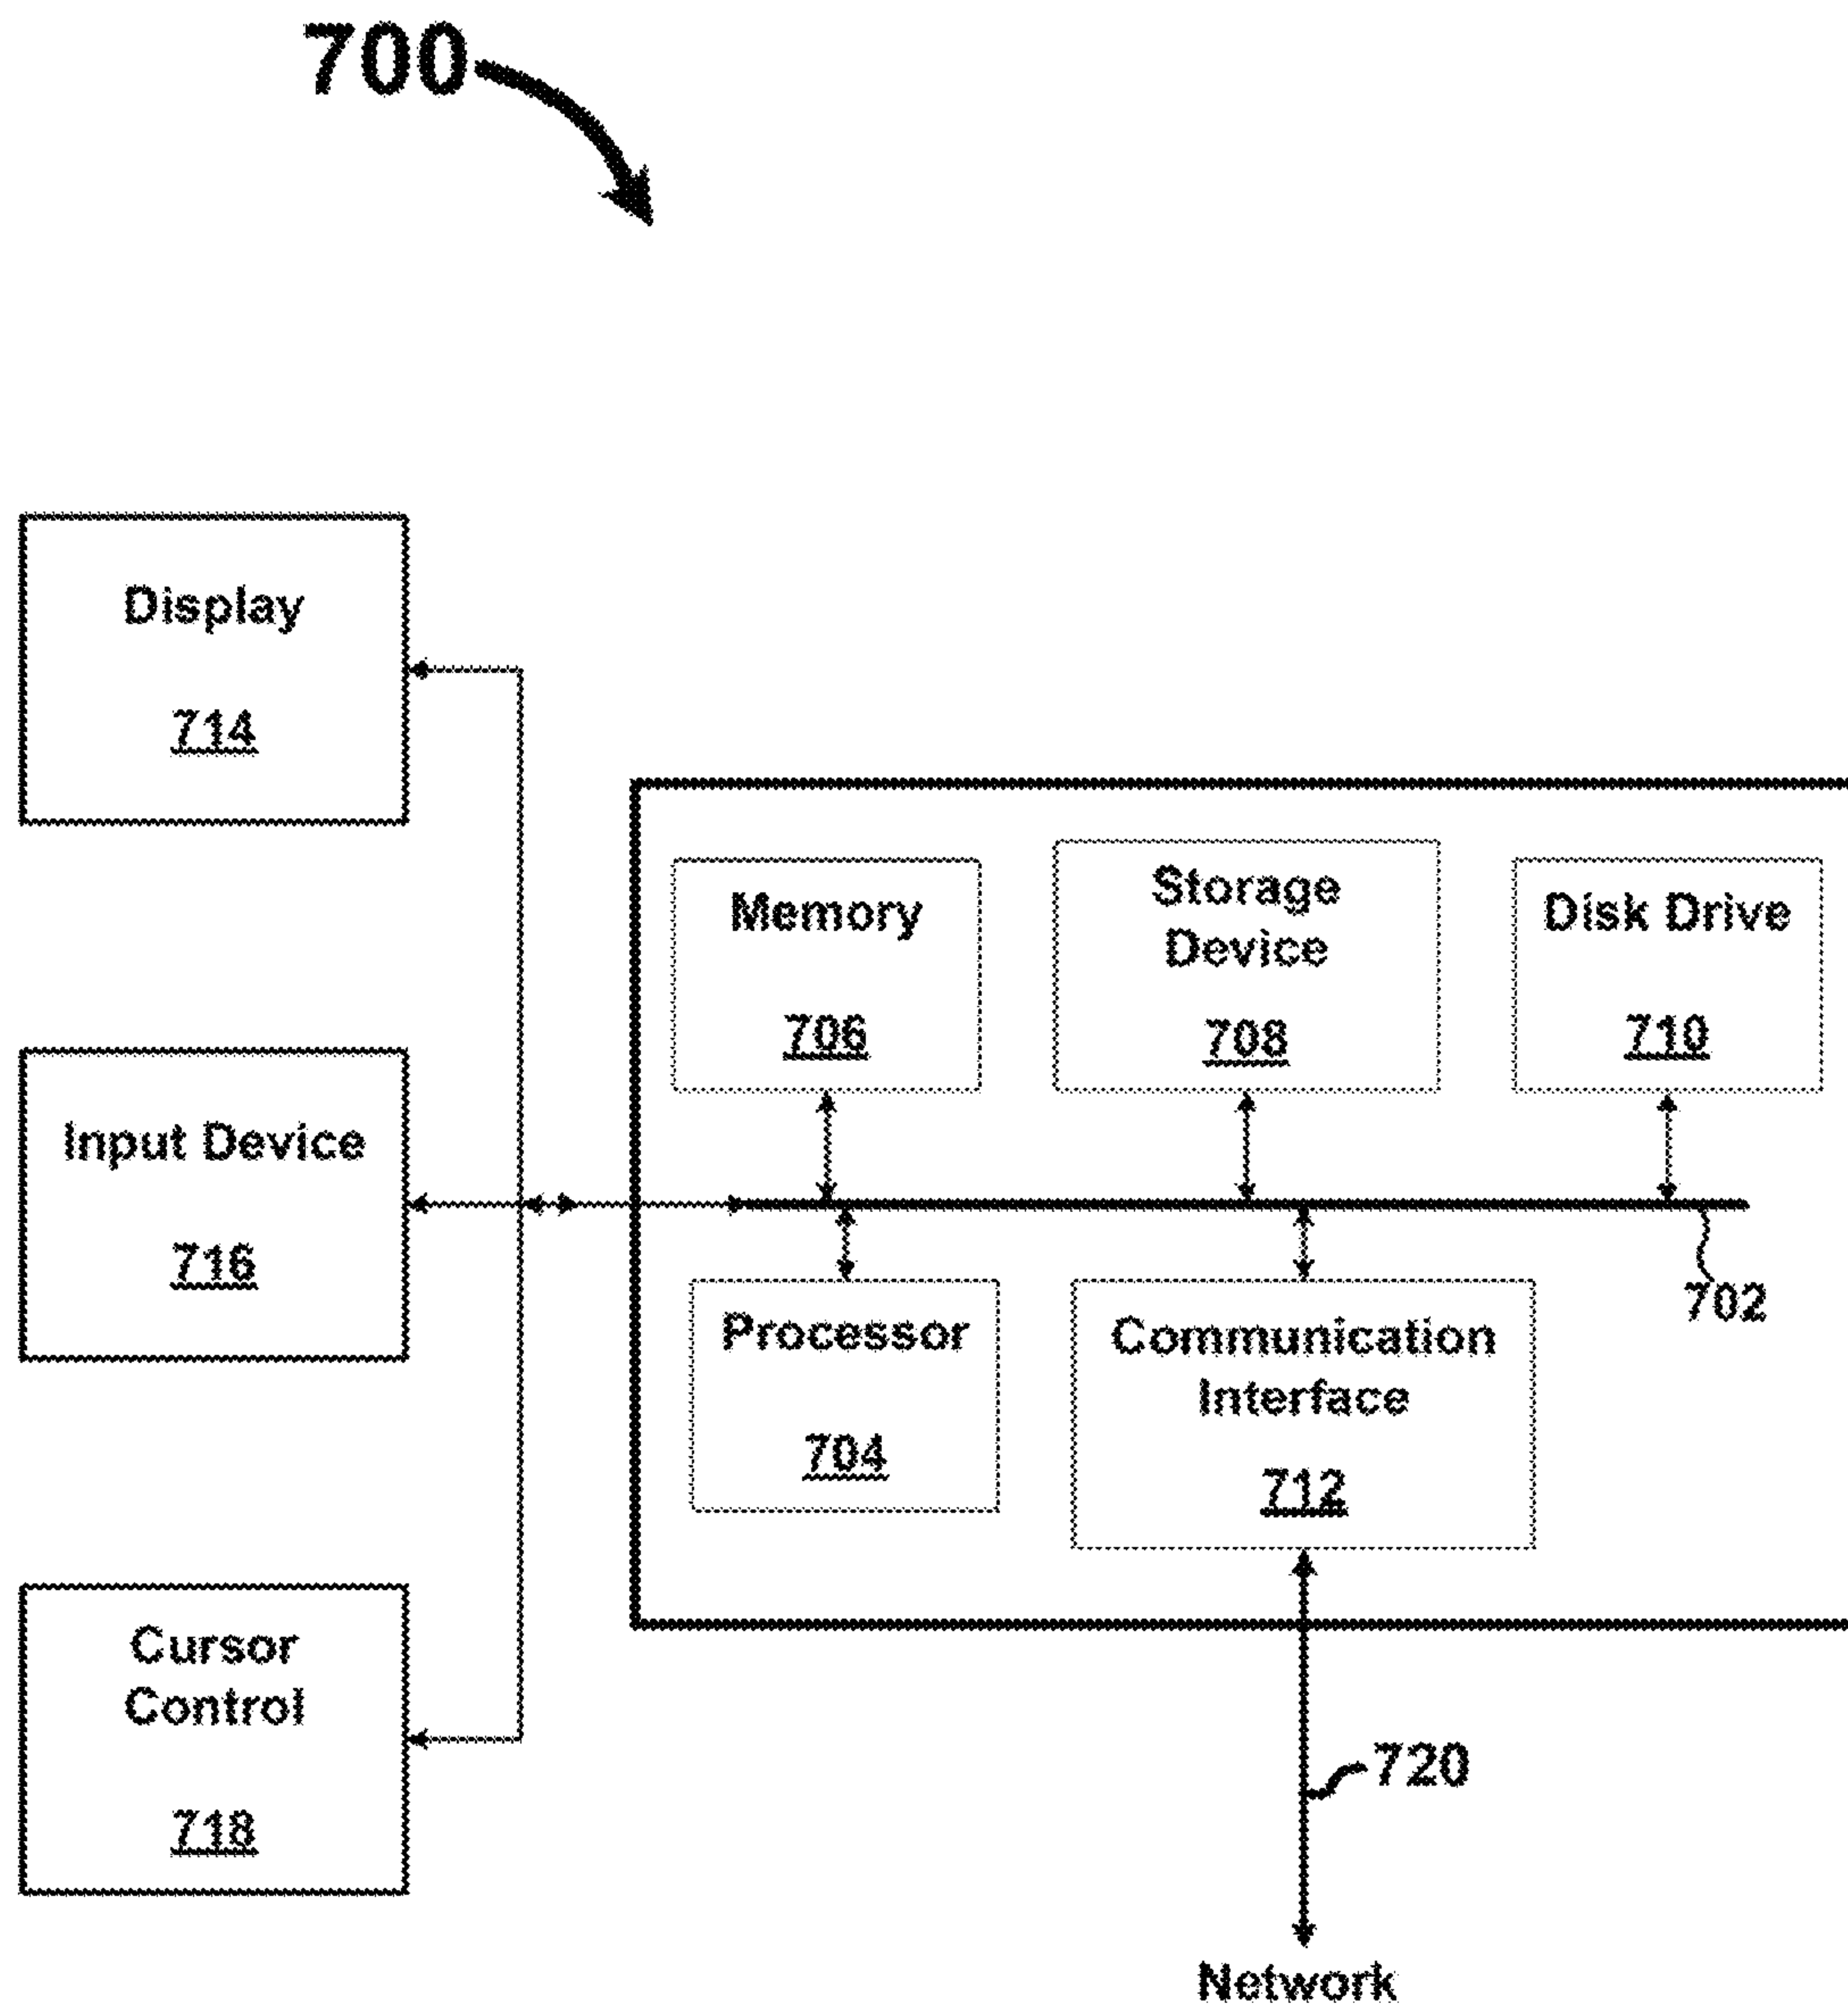 700
Display
714
Memory
706
Storage
Device
708
Disk Drive
710
Input Device
716
Processor
704
Communication
Interface
712
702
Cursor
Control
718
720
Network